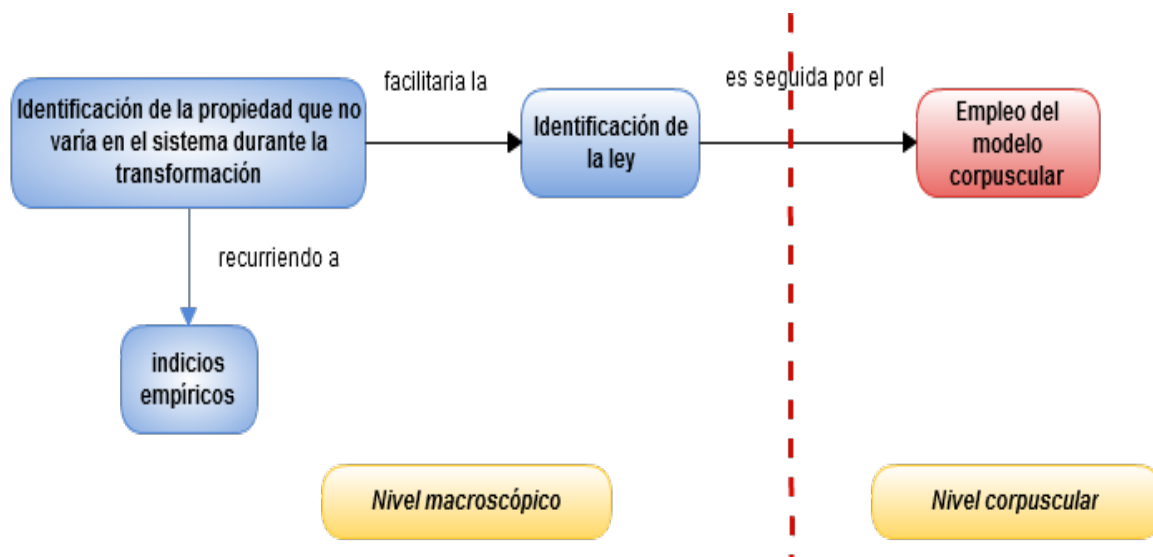 facilitaria la
es seguida por el
Identificación de la propiedad que no
varía en el sistema durante la
transformación
Identificación de
la ley
Empleo del
modelo
corpuscular
recurriendo a
indicios
empíricos
Nivel macroscópico
Nivel corpuscular